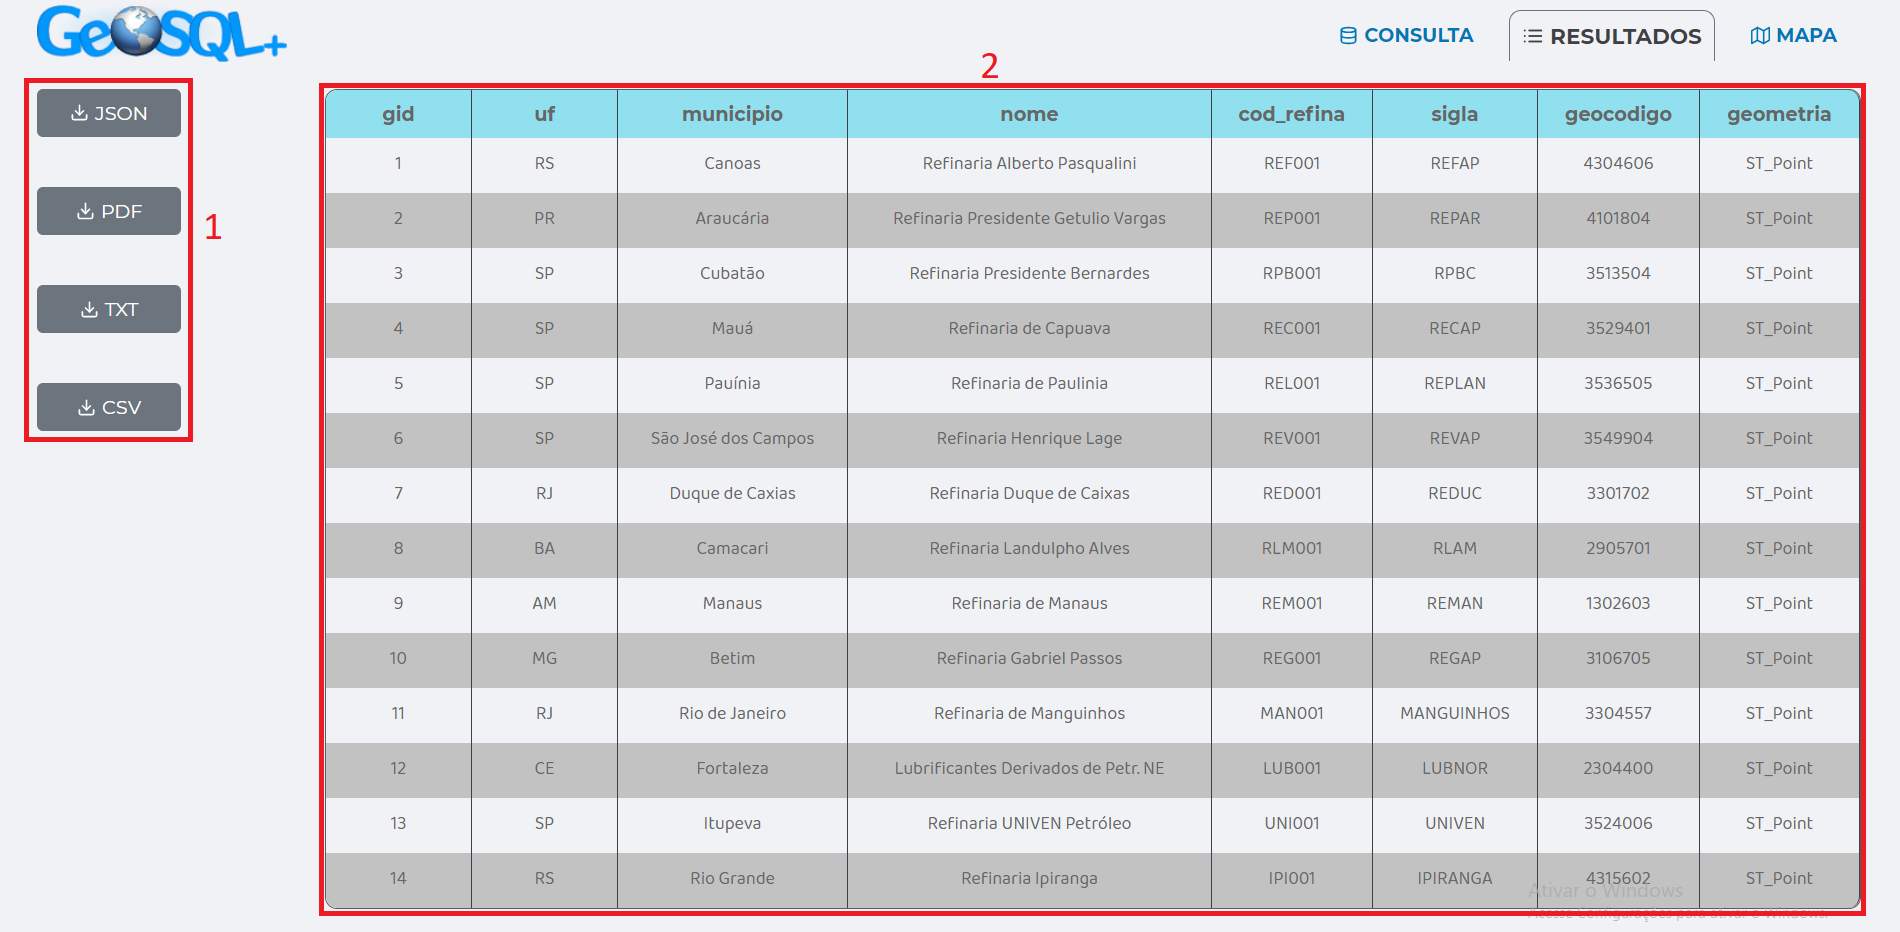 GeoSQL+
CONSULTA
RESULTADOS
MAPA
JSON
PDF
1
TXT
CSV
2
gid uf municipio nome cod_refina sigla geocodigo geometria
1 RS Canoas Refinaria Alberto Pasqualini REF001 REFAP 4304606 ST_Point
2 PR Araucária Refinaria Presidente Getulio Vargas REP001 REPAR 4101804 ST_Point
3 SP Cubatão Refinaria Presidente Bernardes RPB001 RPBC 3513504 ST_Point
4 SP Mauá Refinaria de Capuava REC001 RECAP 3529401 ST_Point
5 SP Pauínia Refinaria de Paulinia REL001 REPLAN 3536505 ST_Point
6 SP São José dos Campos Refinaria Henrique Lage REV001 REVAP 3549904 ST_Point
7 RJ Duque de Caxias Refinaria Duque de Caixas RED001 REDUC 3301702 ST_Point
8 BA Camacari Refinaria Landulpho Alves RLM001 RLAM 2905701 ST_Point
9 AM Manaus Refinaria de Manaus REM001 REMAN 1302603 ST_Point
10 MG Betim Refinaria Gabriel Passos REG001 REGAP 3106705 ST_Point
11 RJ Rio de Janeiro Refinaria de Manguinhos MAN001 MANGUINHOS 3304557 ST_Point
12 CE Fortaleza Lubrificantes Derivados de Petr. NE LUB001 LUBNOR 2304400 ST_Point
13 SP Itupeva Refinaria UNIVEN Petróleo UNI001 UNIVEN 3524006 ST_Point
14 RS Rio Grande Refinaria Ipiranga IPI001 IPIRANGA 4315602 ST_Point
Ativar o Windows
Acesse Configurações para ativar o Windows.